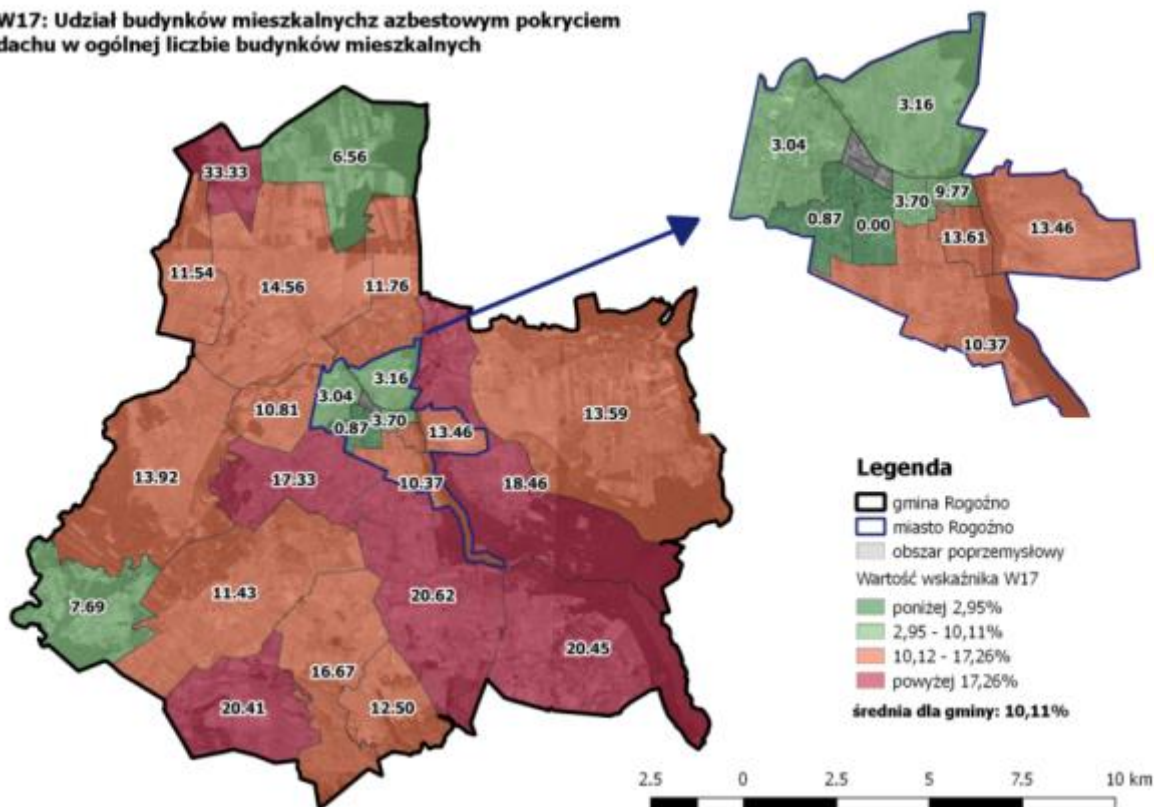 W17: Udział budynków mieszkalnychz azbestowym pokryciem
dachu w ogólnej liczbie budynków mieszkalnych
3.16
3.04
9.77
3.70
0.87
0.00
13.61
13.46
10.37
6.56
33.33
11.54
14.56
11.76
3.16
3.04
10.81
0.87
3.70
13.46
13.59
13.92
17.33
10.37
18.46
7.69
11.43
20.62
20.45
16.67
20.41
12.50
Legenda
gmina Rogoźno
miasto Rogoźno
obszar poprzemysłowy
Wartość wskaźnika W17
poniżej 2,95%
2,95 - 10,11%
10,12 - 17,26%
powyżej 17,26%
średnia dla gminy: 10,11%
2.5 0 2.5 5 7.5 10 km